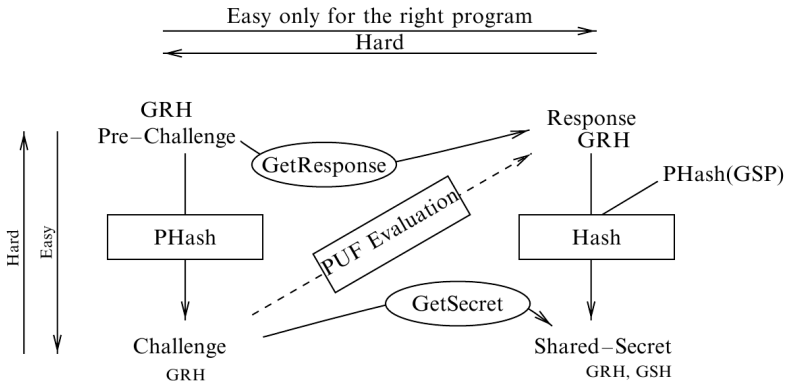 Easy only for the right program
Hard
GRH
Pre–Challenge
Response
GRH
GetResponse
PHash(GSP)
Hard
Easy
PHash
PUF Evaluation
Hash
GetSecret
Challenge
GRH
Shared–Secret
GRH, GSH